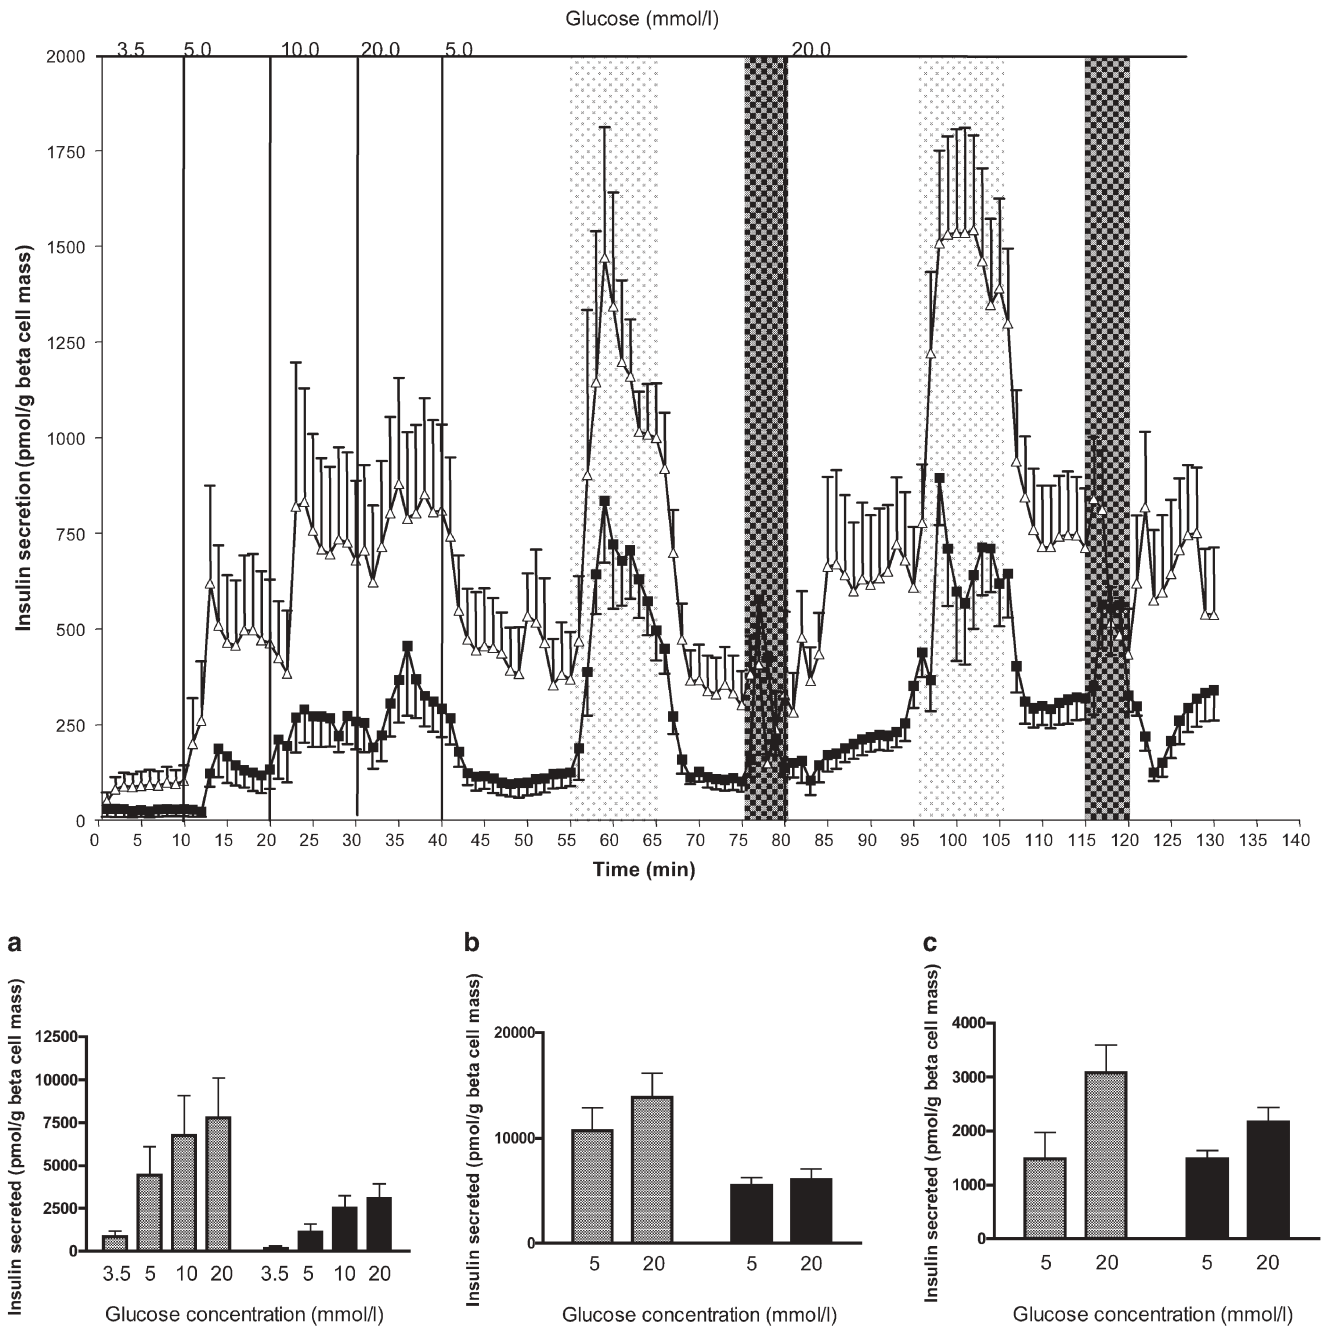 Glucose (mmol/l)
3.5 5.0 10.0 20.0 5.0 20.0
Insulin secretion (pmol/g beta cell mass)
2000
1750
1500
1250
1000
750
500
250
0
0 5 10 15 20 25 30 35 40 45 50 55 60 65 70 75 80 85 90 95 100 105 110 115 120 125 130 135 140
Time (min)
a
Insulin secreted (pmol/g beta cell mass)
12500
10000
7500
5000
2500
0
3.5 5 10 20 3.5 5 10 20
Glucose concentration (mmol/l)
b
Insulin secreted (pmol/g beta cell mass)
20000
10000
0
5 20 5 20
Glucose concentration (mmol/l)
c
Insulin secreted (pmol/g beta cell mass)
4000
3000
2000
1000
0
5 20 5 20
Glucose concentration (mmol/l)